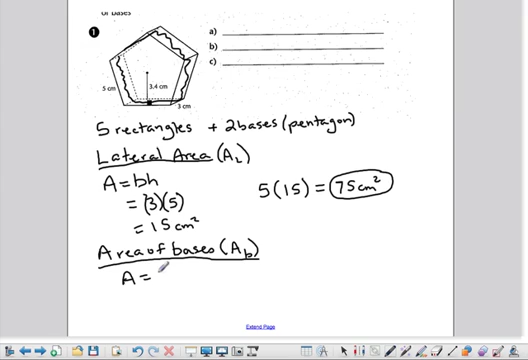 of bases
1
a)
b)
c)
5 cm
3.4 cm
3 cm
5 rectangles + 2 bases (pentagon)
Lateral Area (AL)
A = bh
= (3)(5)
= 15 cm²
5(15) = 75 cm²
Area of bases (Ab)
A =
Extend Page